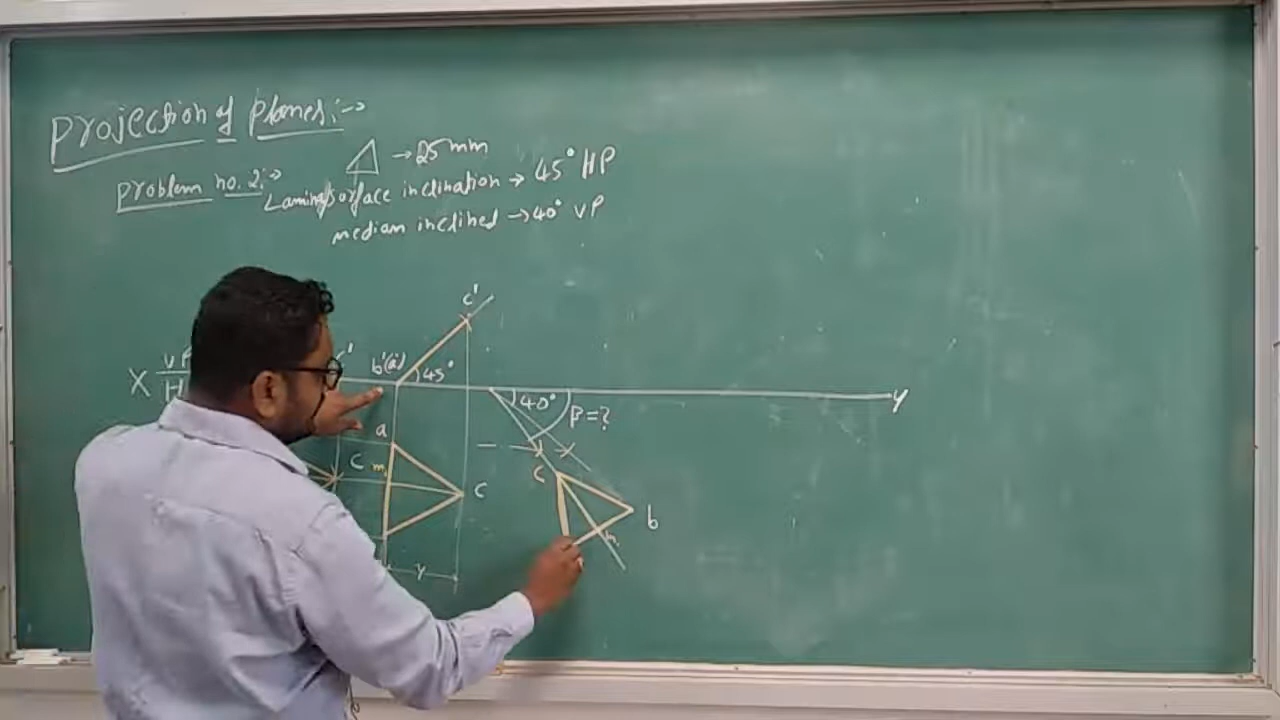 Projection of planes:→
problem no. 2:→
△ → 25 mm
Lamina/surface inclination → 45° HP
median inclined → 40° VP
c'
b'(a') 45°
X VP c' 40° Y
H β=?
a
c m c c b
m
y